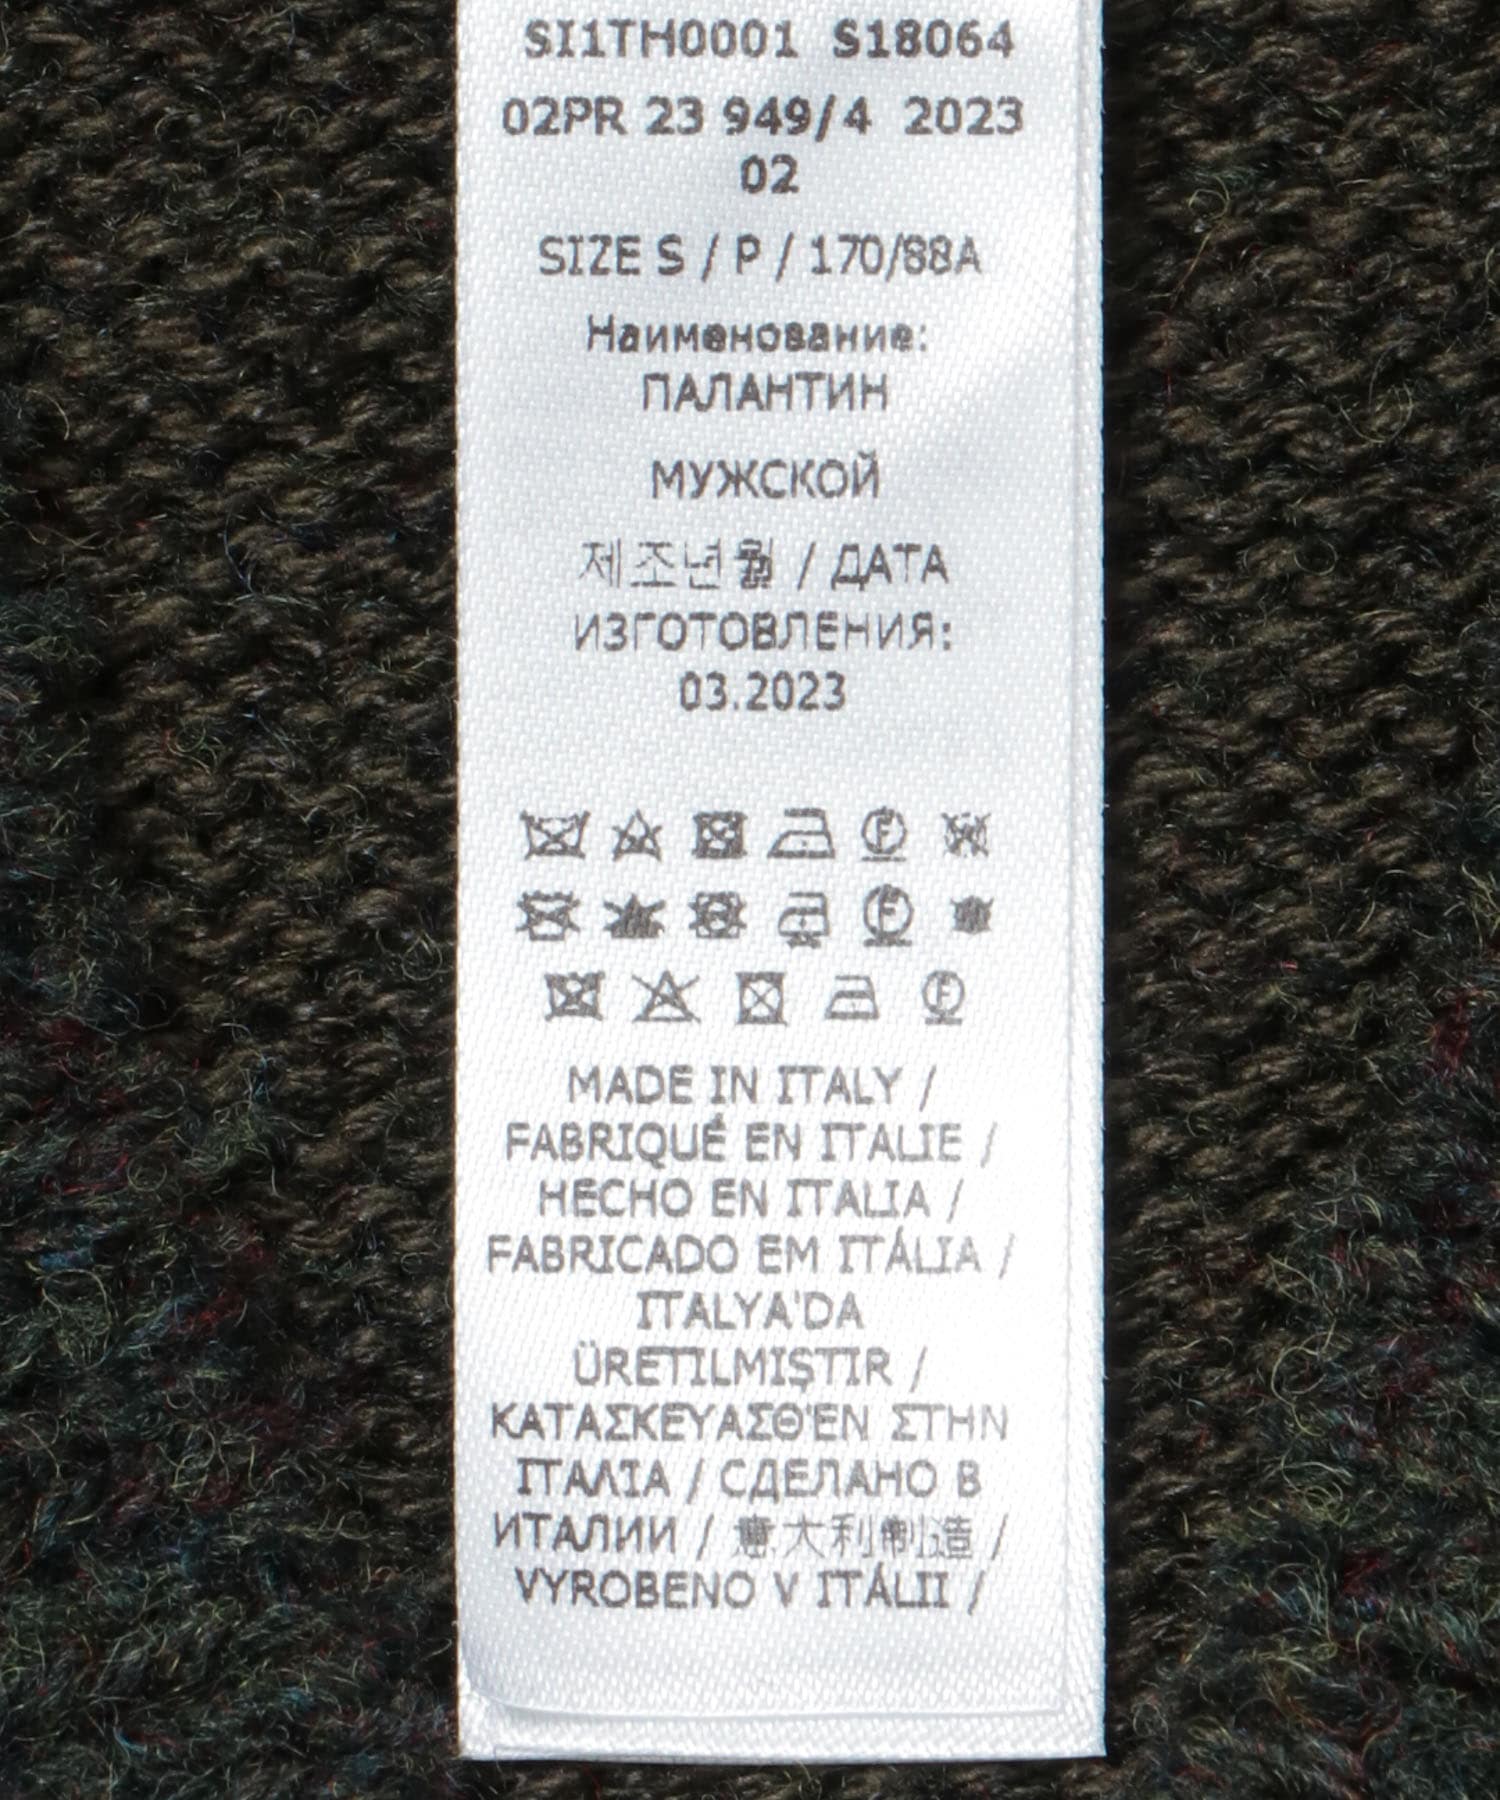 SI1TH0001 S18064
02PR 23 949/4 2023
02
SIZE S / P / 170/88A
Наименование:
ПАЛАНТИН
МУЖСКОЙ
제조년월 / ДАТА
ИЗГОТОВЛЕНИЯ:
03.2023
MADE IN ITALY /
FABRIQUÉ EN ITALIE /
HECHO EN ITALIA /
FABRICADO EM ITÁLIA /
ITALYA'DA
ÜRETILMIŞTIR /
ΚΑΤΑΣΚΕΥΑΣΘ'ΕΝ ΣΤΗΝ
ΙΤΑΛΙΑ / СДЕЛАНО В
ИТАЛИИ / 意大利制造 /
VYROBENO V ITÁLII /